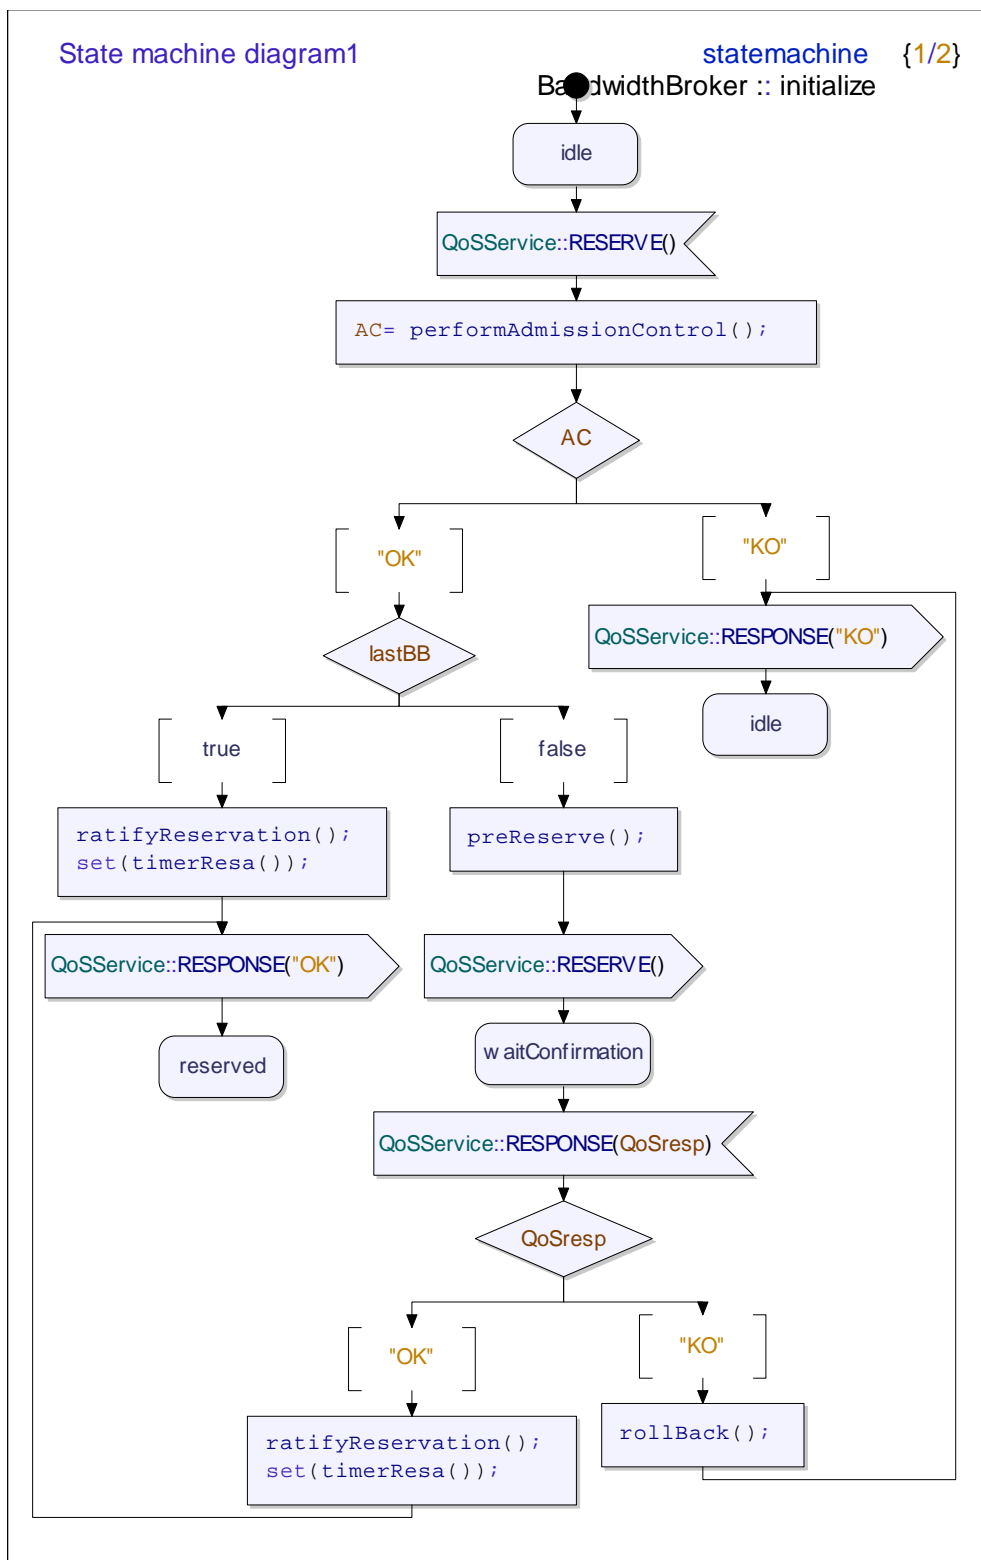 State machine diagram1
statemachine {1/2}
BandwidthBroker :: initialize
idle
QoSService::RESERVE()
AC= performAdmissionControl();
AC
"OK"
"KO"
QoSService::RESPONSE("KO")
lastBB
idle
true
false
ratifyReservation();
set(timerResa());
preReserve();
QoSService::RESPONSE("OK")
QoSService::RESERVE()
reserved
waitConfirmation
QoSService::RESPONSE(QoSresp)
QoSresp
"OK"
"KO"
rollBack();
ratifyReservation();
set(timerResa());